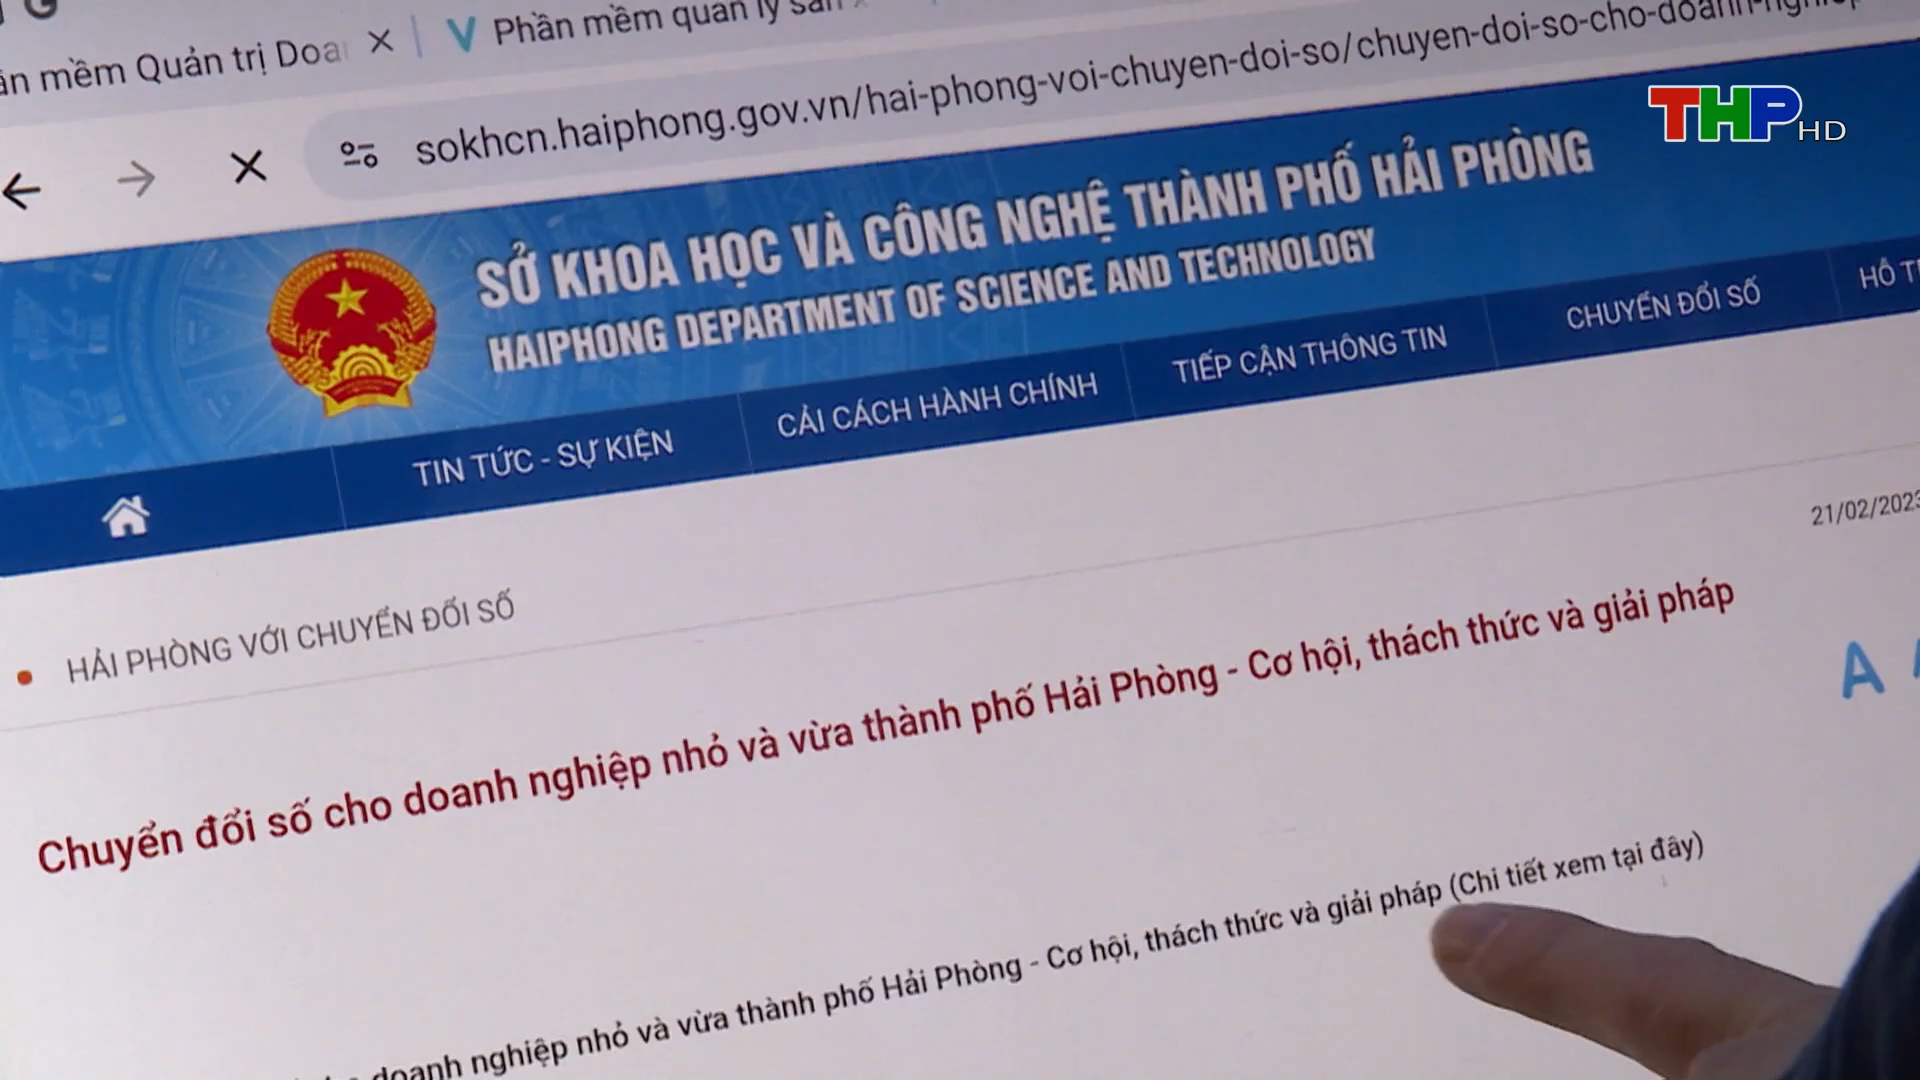 mềm Quản trị Doa
Phần mềm quản lý
sokhcn.haiphong.gov.vn/hai-phong-voi-chuyen-doi-so/chuyen-doi-so-cho-doanh-nghiep
THP HD
SỞ KHOA HỌC VÀ CÔNG NGHỆ THÀNH PHỐ HẢI PHÒNG
HAIPHONG DEPARTMENT OF SCIENCE AND TECHNOLOGY
TIN TỨC - SỰ KIỆN CẢI CÁCH HÀNH CHÍNH TIẾP CẬN THÔNG TIN CHUYỂN ĐỔI SỐ HỖ
21/02/2023
HẢI PHÒNG VỚI CHUYỂN ĐỔI SỐ
Chuyển đổi số cho doanh nghiệp nhỏ và vừa thành phố Hải Phòng - Cơ hội, thách thức và giải pháp
A
doanh nghiệp nhỏ và vừa thành phố Hải Phòng - Cơ hội, thách thức và giải pháp (Chi tiết xem tại đây)